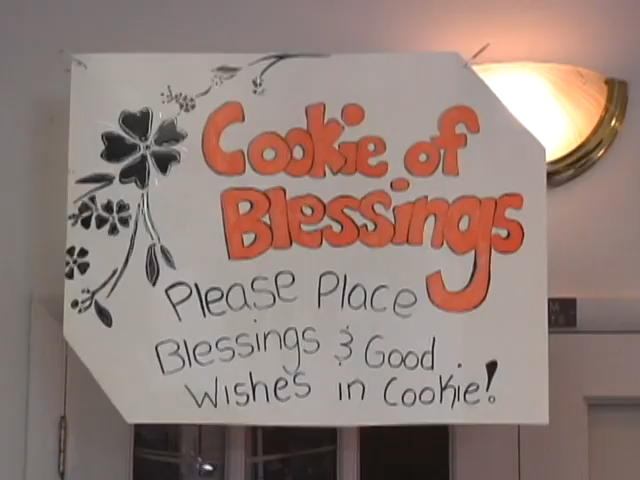 Cookie of
Blessings
Please Place
Blessings & Good
Wishes in Cookie!